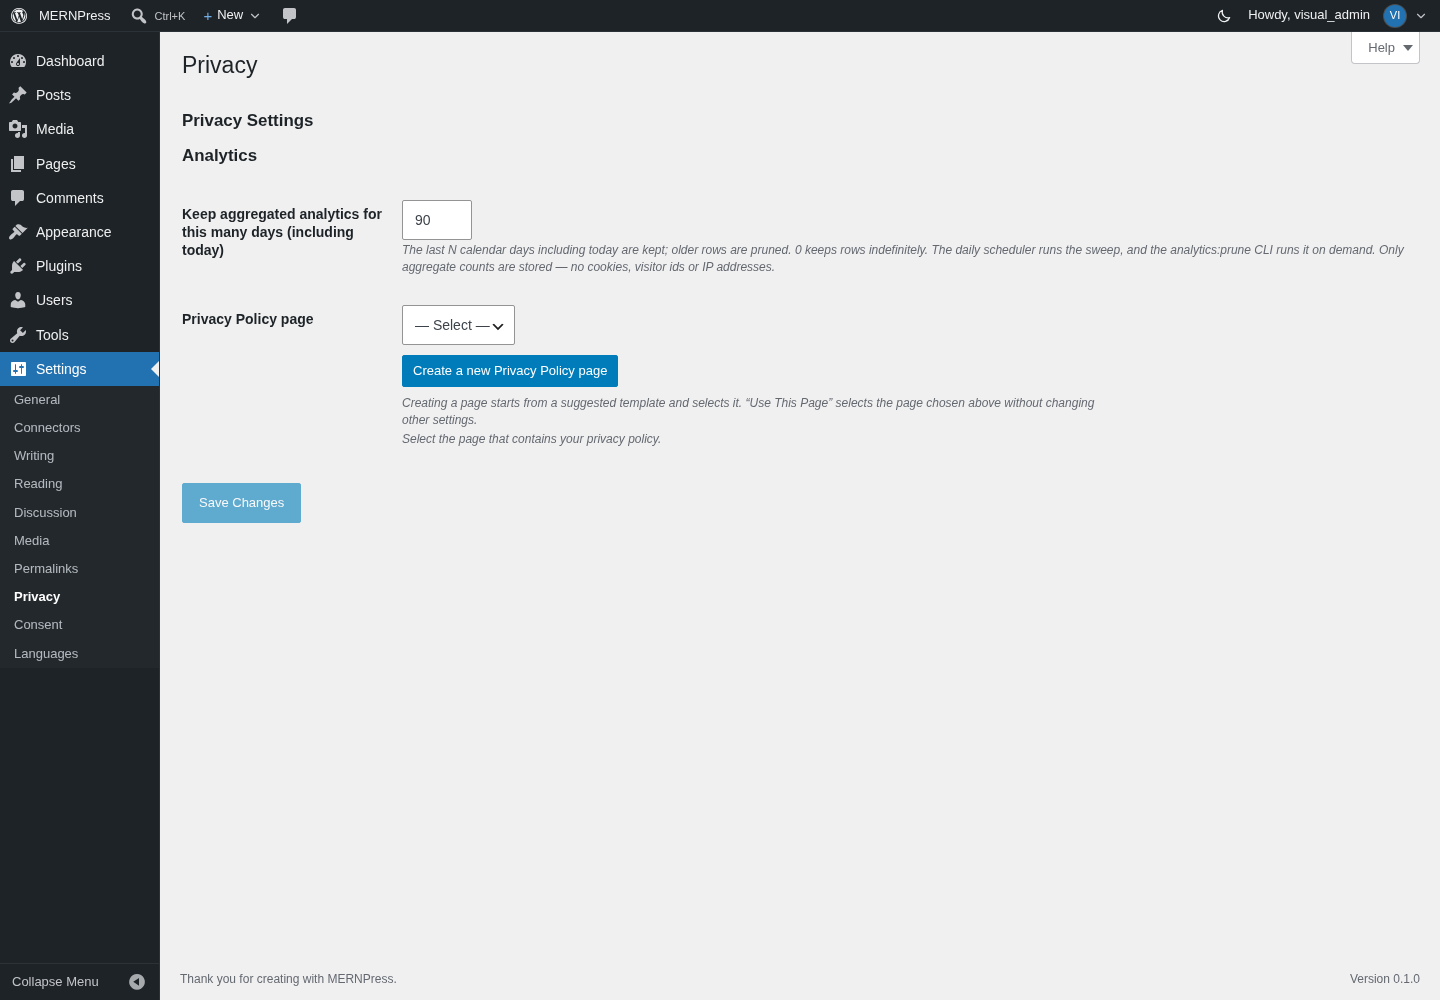 MERNPress
Ctrl+K
+ New
Howdy, visual_admin
VI
Help
Dashboard
Posts
Media
Pages
Comments
Appearance
Plugins
Users
Tools
Settings
General
Connectors
Writing
Reading
Discussion
Media
Permalinks
Privacy
Consent
Languages
Collapse Menu
Privacy
Privacy Settings
Analytics
Keep aggregated analytics for
this many days (including
today)
90
The last N calendar days including today are kept; older rows are pruned. 0 keeps rows indefinitely. The daily scheduler runs the sweep, and the analytics:prune CLI runs it on demand. Only
aggregate counts are stored — no cookies, visitor ids or IP addresses.
Privacy Policy page
— Select —
Create a new Privacy Policy page
Creating a page starts from a suggested template and selects it. “Use This Page” selects the page chosen above without changing
other settings.
Select the page that contains your privacy policy.
Save Changes
Thank you for creating with MERNPress.
Version 0.1.0